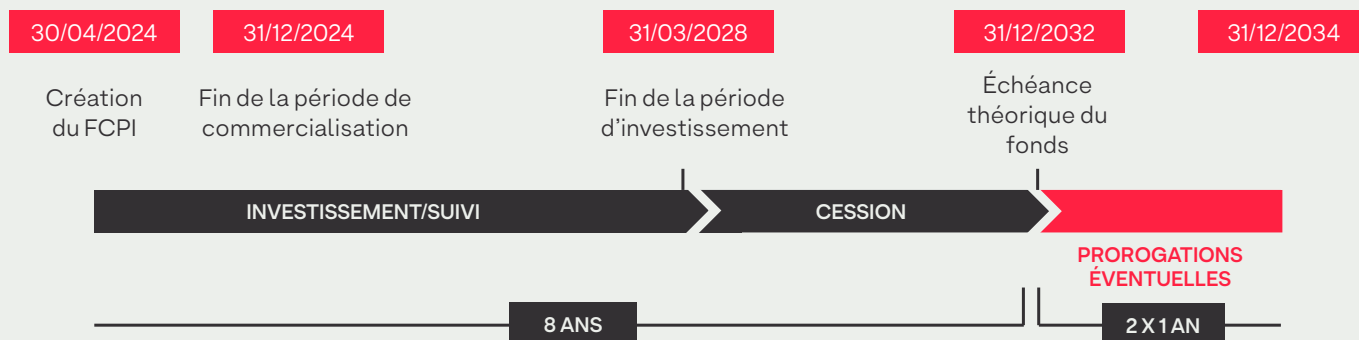 30/04/2024
31/12/2024
31/03/2028
31/12/2032
31/12/2034
Création
du FCPI
Fin de la période de
commercialisation
Fin de la période
d'investissement
Échéance
théorique du
fonds
INVESTISSEMENT/SUIVI
CESSION
PROROGATIONS
ÉVENTUELLES
8 ANS
2 X 1 AN